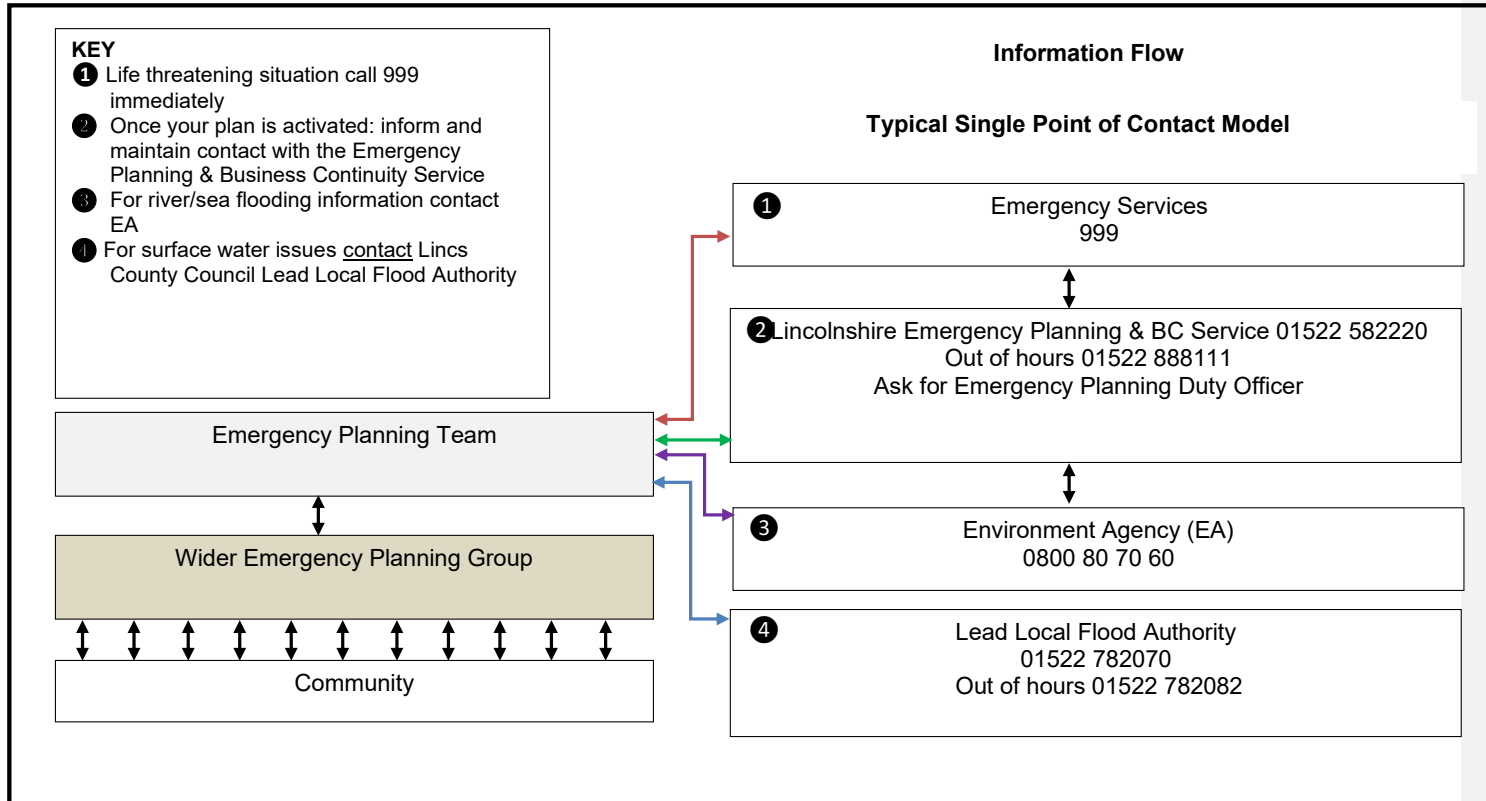 KEY
❶ Life threatening situation call 999
immediately
❷ Once your plan is activated: inform and
maintain contact with the Emergency
Planning & Business Continuity Service
❸ For river/sea flooding information contact
EA
❹ For surface water issues contact Lincs
County Council Lead Local Flood Authority
Information Flow
Typical Single Point of Contact Model
❶ Emergency Services
999
❷ Lincolnshire Emergency Planning & BC Service 01522 582220
Out of hours 01522 888111
Ask for Emergency Planning Duty Officer
Emergency Planning Team
❸ Environment Agency (EA)
0800 80 70 60
Wider Emergency Planning Group
❹ Lead Local Flood Authority
01522 782070
Out of hours 01522 782082
Community